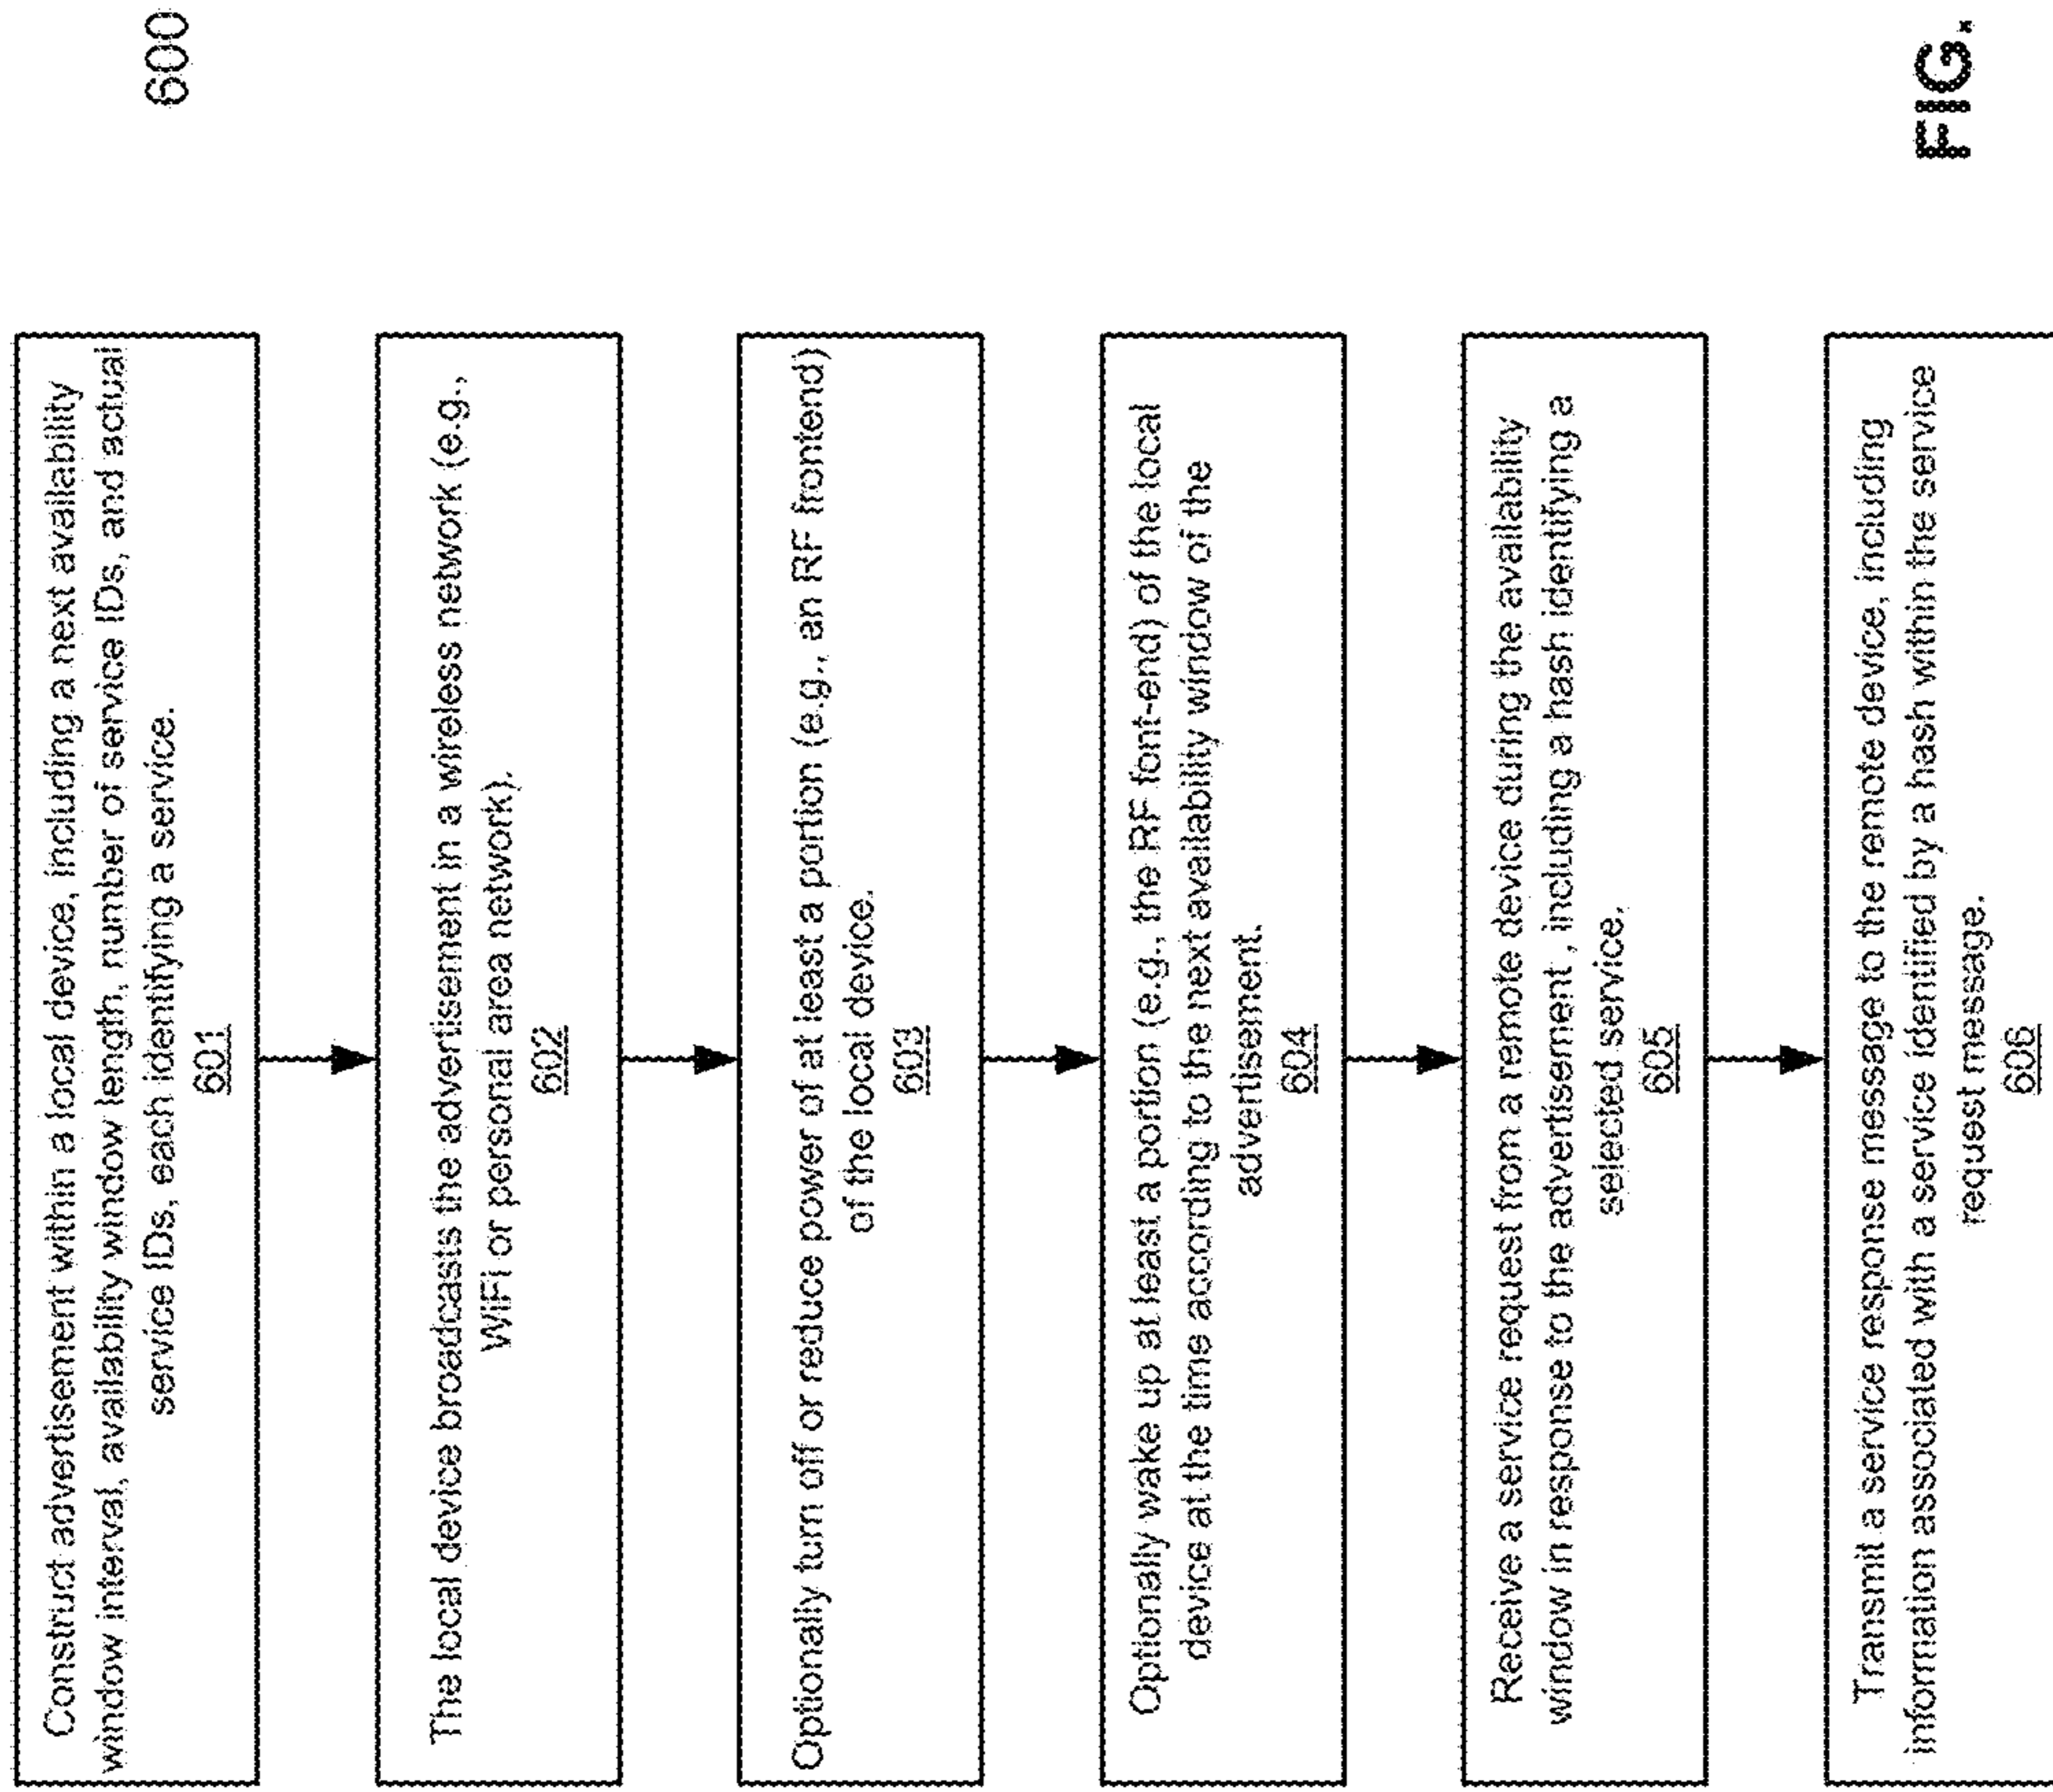 600
Construct advertisement within a local device, including a next availability
window interval, availability window length, number of service IDs, and actual
service IDs, each identifying a service.
601
The local device broadcasts the advertisement in a wireless network (e.g.,
WiFi or personal area network).
602
Optionally turn off or reduce power of at least a portion (e.g., an RF frontend)
of the local device.
603
Optionally wake up at least a portion (e.g., the RF font-end) of the local
device at the time according to the next availability window of the
advertisement.
604
Receive a service request from a remote device during the availability
window in response to the advertisement, including a hash identifying a
selected service.
605
Transmit a service response message to the remote device, including
information associated with a service identified by a hash within the service
request message.
606
FIG.